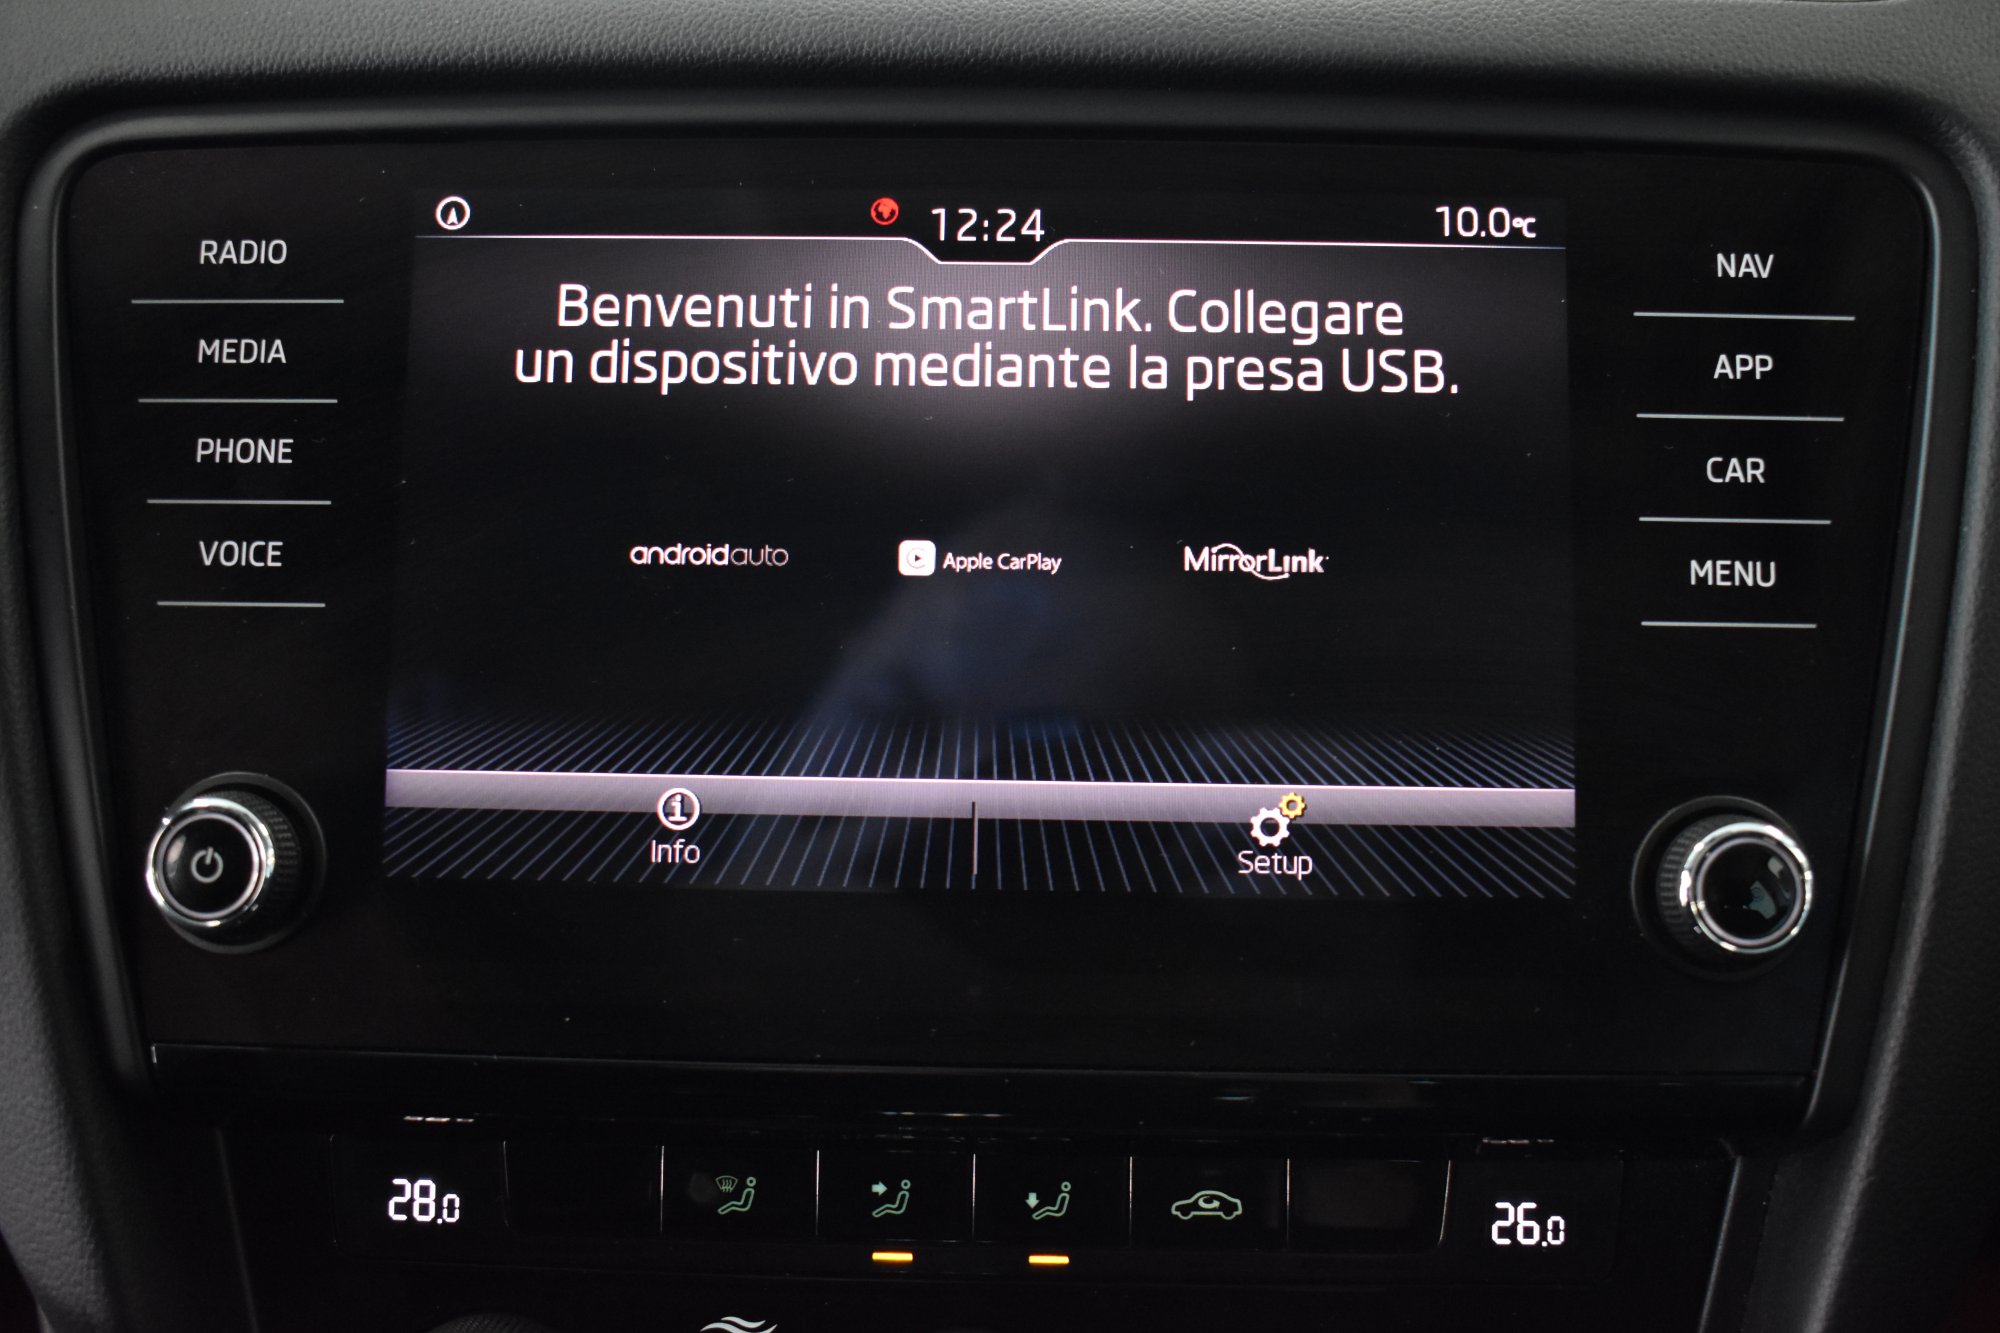 12:24
10.0°C
RADIO
MEDIA
PHONE
VOICE
Benvenuti in SmartLink. Collegare
un dispositivo mediante la presa USB.
androidauto
Apple CarPlay
MirrorLink
Info
Setup
NAV
APP
CAR
MENU
28.0
26.0